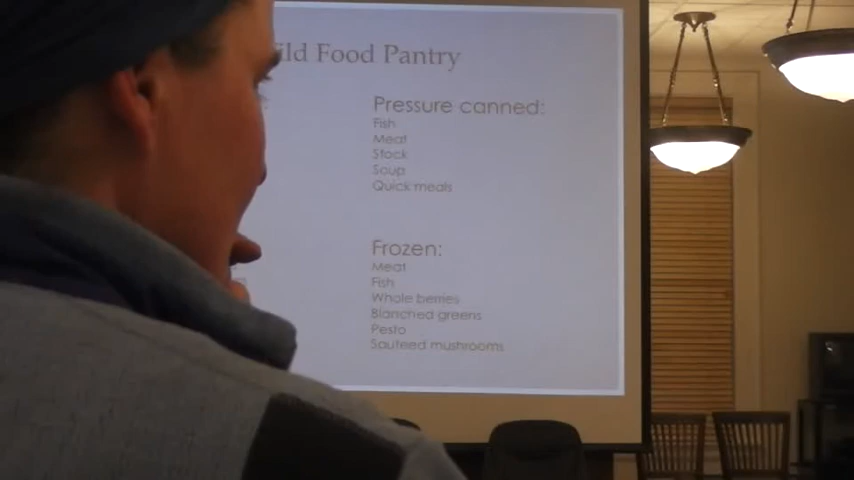 ild Food Pantry
Pressure canned:
Fish
Meat
Stock
Soup
Quick meals
Frozen:
Meat
Fish
Whole berries
Blanched greens
Pesto
Sauteed mushrooms